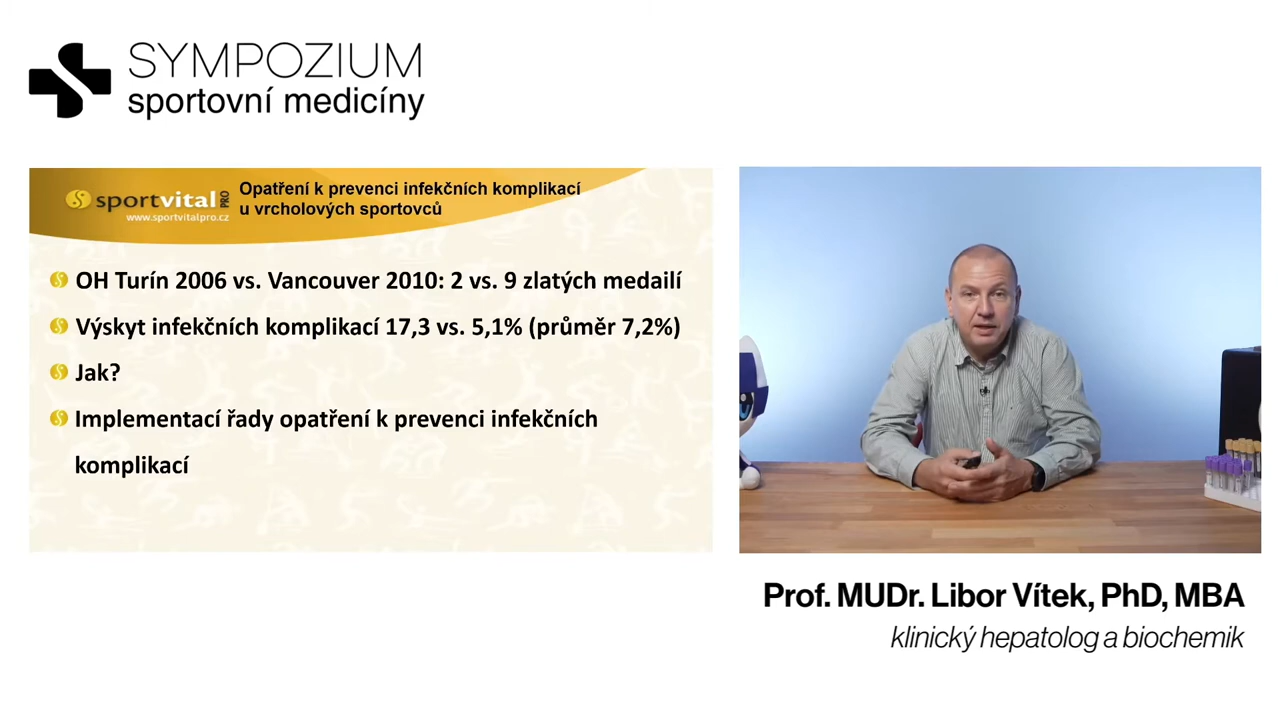 SYMPOZIUM
sportovní medicíny
sportvital PRO
www.sportvitalpro.cz
Opatření k prevenci infekčních komplikací
u vrcholových sportovců
OH Turín 2006 vs. Vancouver 2010: 2 vs. 9 zlatých medailí
Výskyt infekčních komplikací 17,3 vs. 5,1% (průměr 7,2%)
Jak?
Implementací řady opatření k prevenci infekčních
komplikací
Prof. MUDr. Libor Vítek, PhD, MBA
klinický hepatolog a biochemik